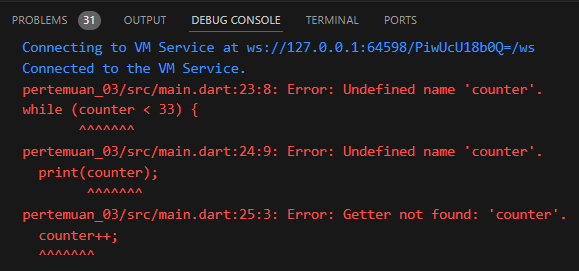 PROBLEMS 31 OUTPUT DEBUG CONSOLE TERMINAL PORTS
Connecting to VM Service at ws://127.0.0.1:64598/PiwUcU18b0Q=/ws
Connected to the VM Service.
pertemuan_03/src/main.dart:23:8: Error: Undefined name 'counter'.
while (counter < 33) {
       ^^^^^^^
pertemuan_03/src/main.dart:24:9: Error: Undefined name 'counter'.
  print(counter);
        ^^^^^^^
pertemuan_03/src/main.dart:25:3: Error: Getter not found: 'counter'.
  counter++;
  ^^^^^^^